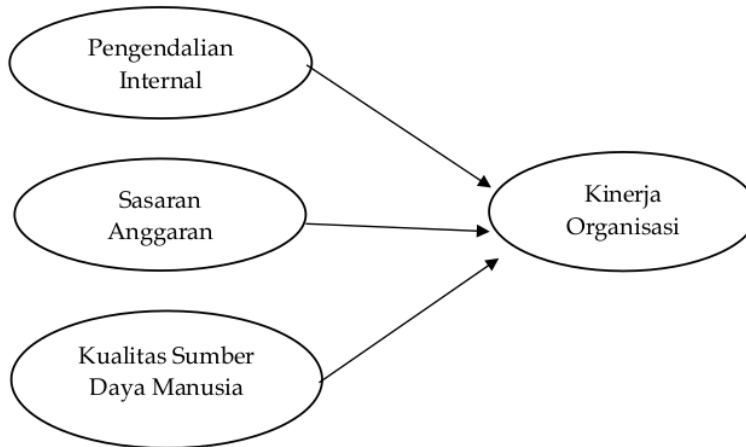 Pengendalian
Internal
Sasaran
Anggaran
Kinerja
Organisasi
Kualitas Sumber
Daya Manusia